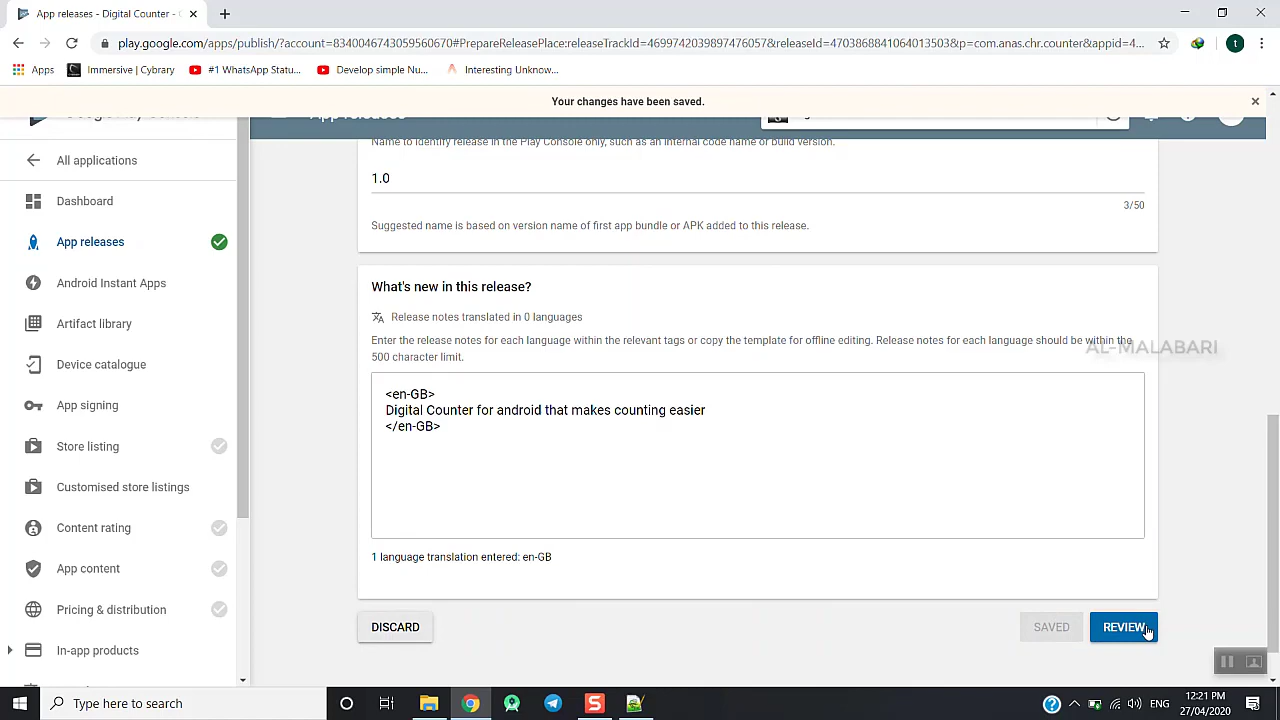 App releases - Digital Counter -
play.google.com/apps/publish/?account=8340046743059560670#PrepareReleasePlace:releaseTrackId=4699742039897476057&releaseId=4703868841064013503&p=com.anas.chr.counter&appid=4...
t
Apps
Immersive | Cybrary
#1 WhatsApp Statu...
Develop simple Nu...
Interesting Unknow...
Your changes have been saved.
App releases
All applications
Dashboard
App releases
Android Instant Apps
Artifact library
Device catalogue
App signing
Store listing
Customised store listings
Content rating
App content
Pricing & distribution
In-app products
Name to identify release in the Play Console only, such as an internal code name or build version.
1.0
3/50
Suggested name is based on version name of first app bundle or APK added to this release.
What's new in this release?
Release notes translated in 0 languages
Enter the release notes for each language within the relevant tags or copy the template for offline editing. Release notes for each language should be within the
500 character limit.
AL-MALABARI
<en-GB>
Digital Counter for android that makes counting easier
</en-GB>
1 language translation entered: en-GB
DISCARD
SAVED
REVIEW
Type here to search
ENG
12:21 PM
27/04/2020